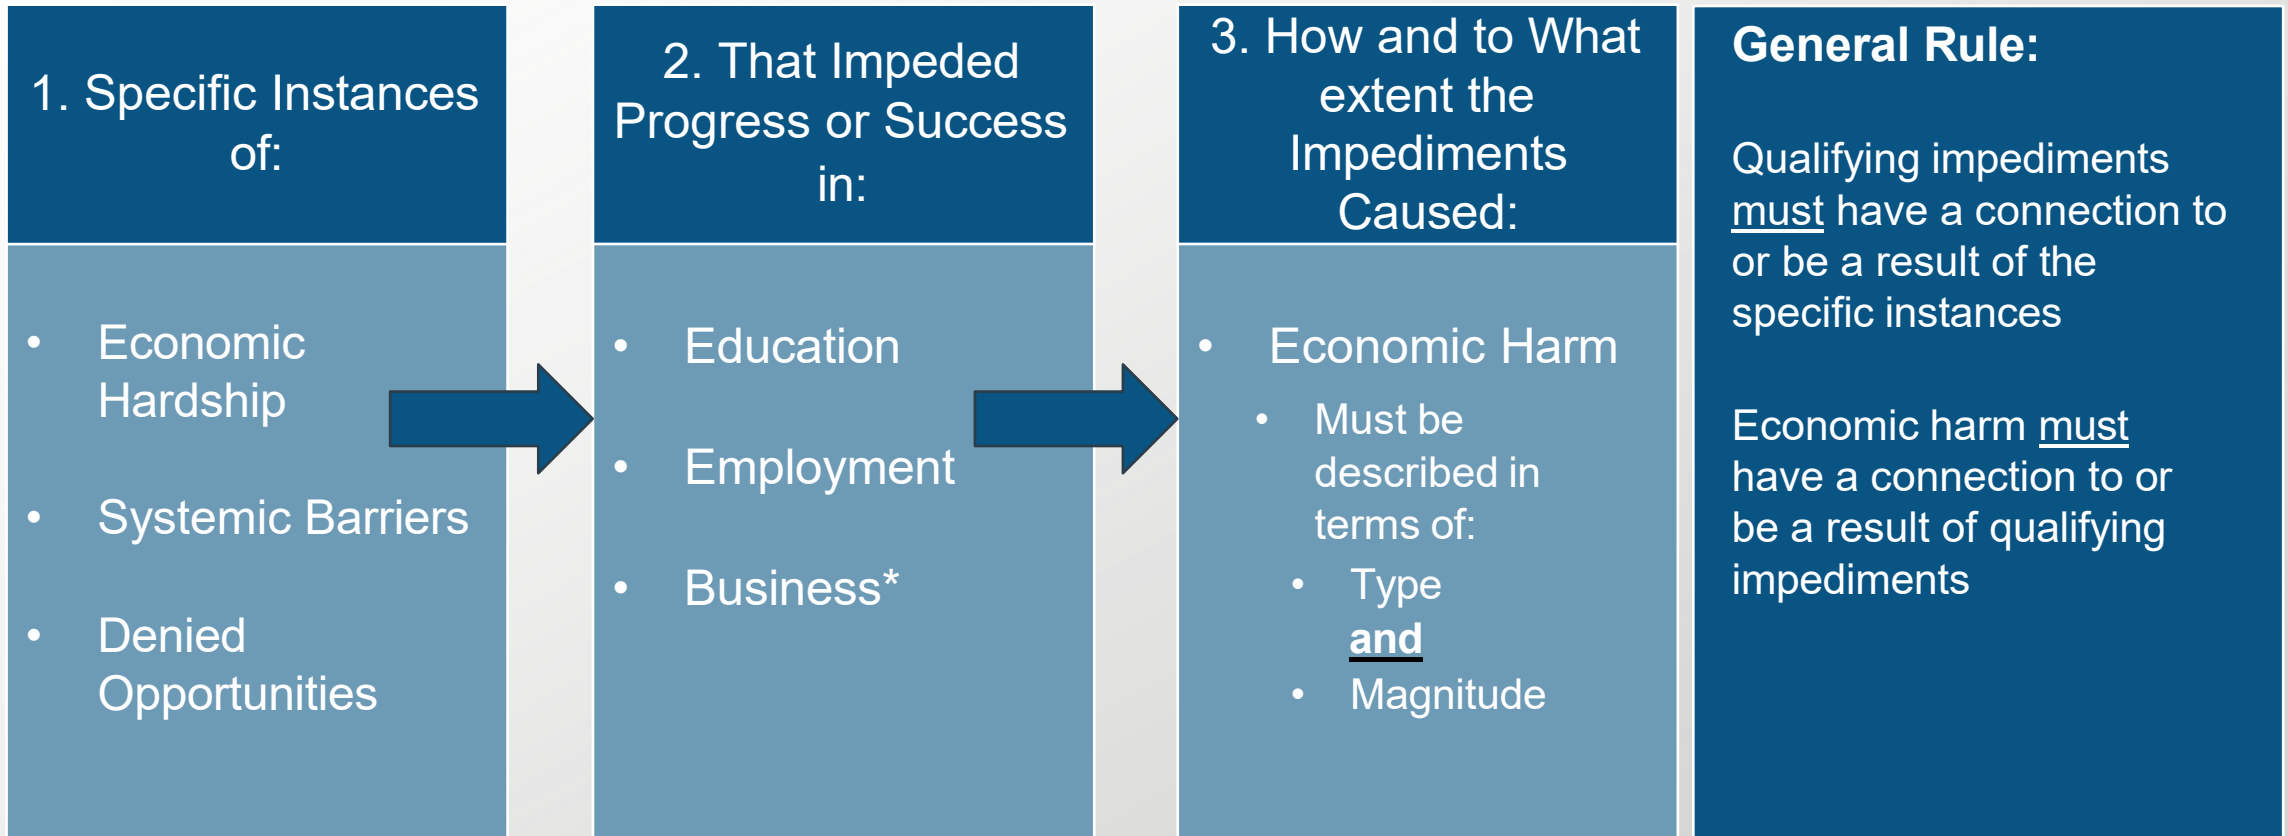 1. Specific Instances
of:
• Economic
Hardship
• Systemic Barriers
• Denied
Opportunities
2. That Impeded
Progress or Success
in:
• Education
• Employment
• Business*
3. How and to What
extent the
Impediments
Caused:
• Economic Harm
• Must be
described in
terms of:
• Type
and
• Magnitude
General Rule:
Qualifying impediments
must have a connection to
or be a result of the
specific instances
Economic harm must
have a connection to or
be a result of qualifying
impediments